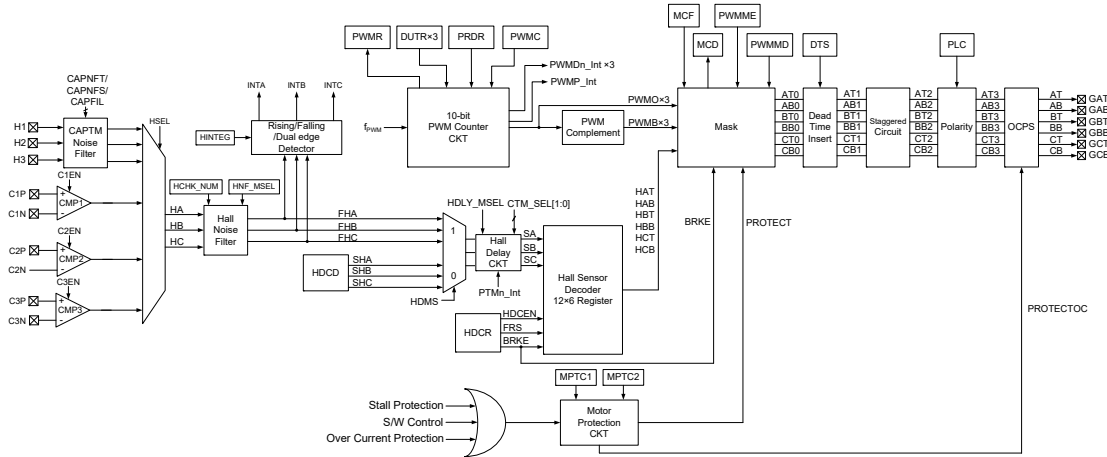 MCF
PWMME
PWMR
DUTR×3
PRDR
PWMC
MCD
PWMMD
DTS
PLC
CAPNFT/
CAPNFS/
CAPFIL
INTA
INTB
INTC
PWMDn_Int ×3
PWMP_Int
H1
H2
H3
CAPTM
Noise
Filter
HSEL
HINTEG
Rising/Falling
/Dual edge
Detector
fPWM
10-bit
PWM Counter
CKT
PWMO×3
PWM
Complement
PWMB×3
Mask
AT0
AB0
BT0
BB0
CT0
CB0
Dead
Time
Insert
AT1
AB1
BT1
BB1
CT1
CB1
Staggered
Circuit
AT2
AB2
BT2
BB2
CT2
CB2
Polarity
AT3
AB3
BT3
BB3
CT3
CB3
OCPS
AT
AB
BT
BB
CT
CB
GAT
GAB
GBT
GBB
GCT
GCB
C1EN
C1P
C1N
+
-
CMP1
C2EN
C2P
C2N
+
-
CMP2
C3EN
C3P
C3N
+
-
CMP3
HA
HB
HC
HCHK_NUM
HNF_MSEL
Hall
Noise
Filter
FHA
FHB
FHC
HDCD
SHA
SHB
SHC
1
0
HDMS
HDLY_MSEL
CTM_SEL[1:0]
Hall
Delay
CKT
PTMn_Int
SA
SB
SC
Hall Sensor
Decoder
12×6 Register
HDCR
HDCEN
FRS
BRKE
HAT
HAB
HBT
HBB
HCT
HCB
BRKE
PROTECT
PROTECTOC
MPTC1
MPTC2
Stall Protection
S/W Control
Over Current Protection
Motor
Protection
CKT